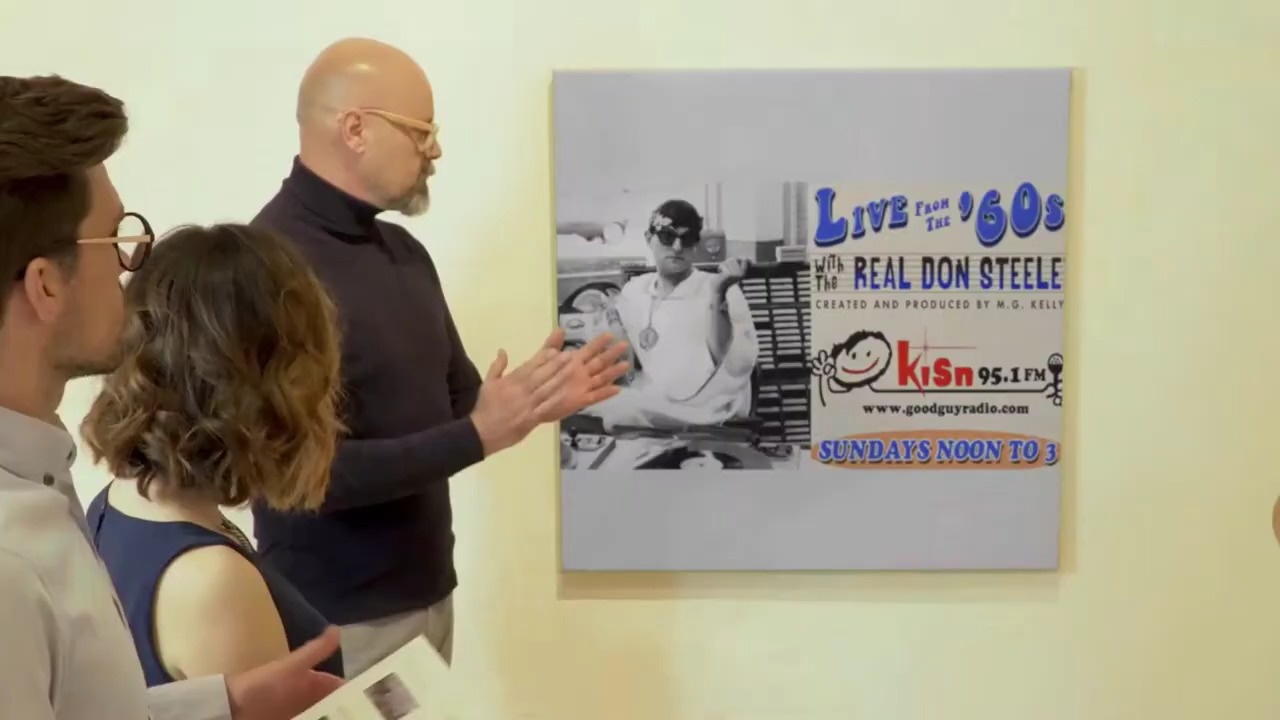 LIVE FROM THE '60s
WITH THE REAL DON STEELE
CREATED AND PRODUCED BY M.G. KELLY
KISN 95.1 FM
www.goodguyradio.com
SUNDAYS NOON TO 3